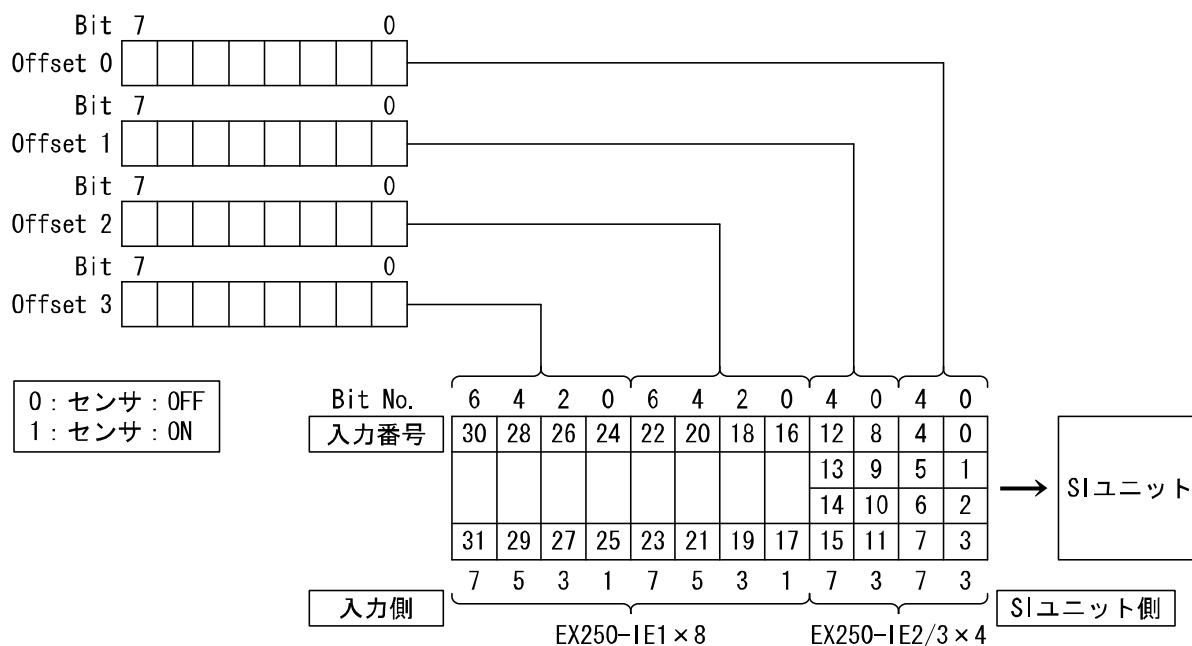 Bit 7 0
Offset 0
Bit 7 0
Offset 1
Bit 7 0
Offset 2
Bit 7 0
Offset 3
0：センサ：OFF
1：センサ：ON
Bit No. 6 4 2 0 6 4 2 0 4 0 4 0
入力番号 30 28 26 24 22 20 18 16 12 8 4 0
13 9 5 1
14 10 6 2
31 29 27 25 23 21 19 17 15 11 7 3
7 5 3 1 7 5 3 1 7 3 7 3
SIユニット
入力側
SIユニット側
EX250-IE1×8
EX250-IE2/3×4